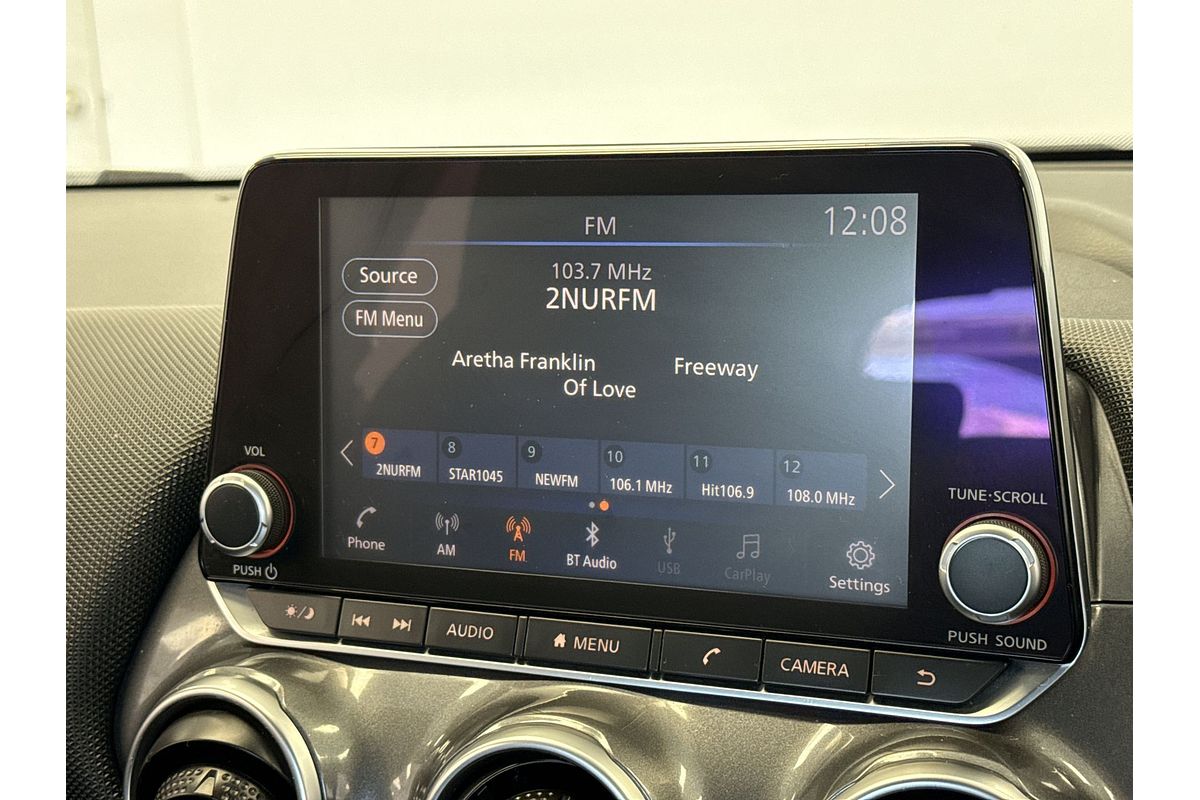 FM
12:08
Source
103.7 MHz
2NURFM
FM Menu
Aretha Franklin Freeway
Of Love
7 8 9 10 11 12
2NURFM STAR1045 NEWFM 106.1 MHz Hit106.9 108.0 MHz
Phone AM FM BT Audio USB CarPlay Settings
VOL
PUSH
TUNE·SCROLL
PUSH SOUND
AUDIO MENU CAMERA